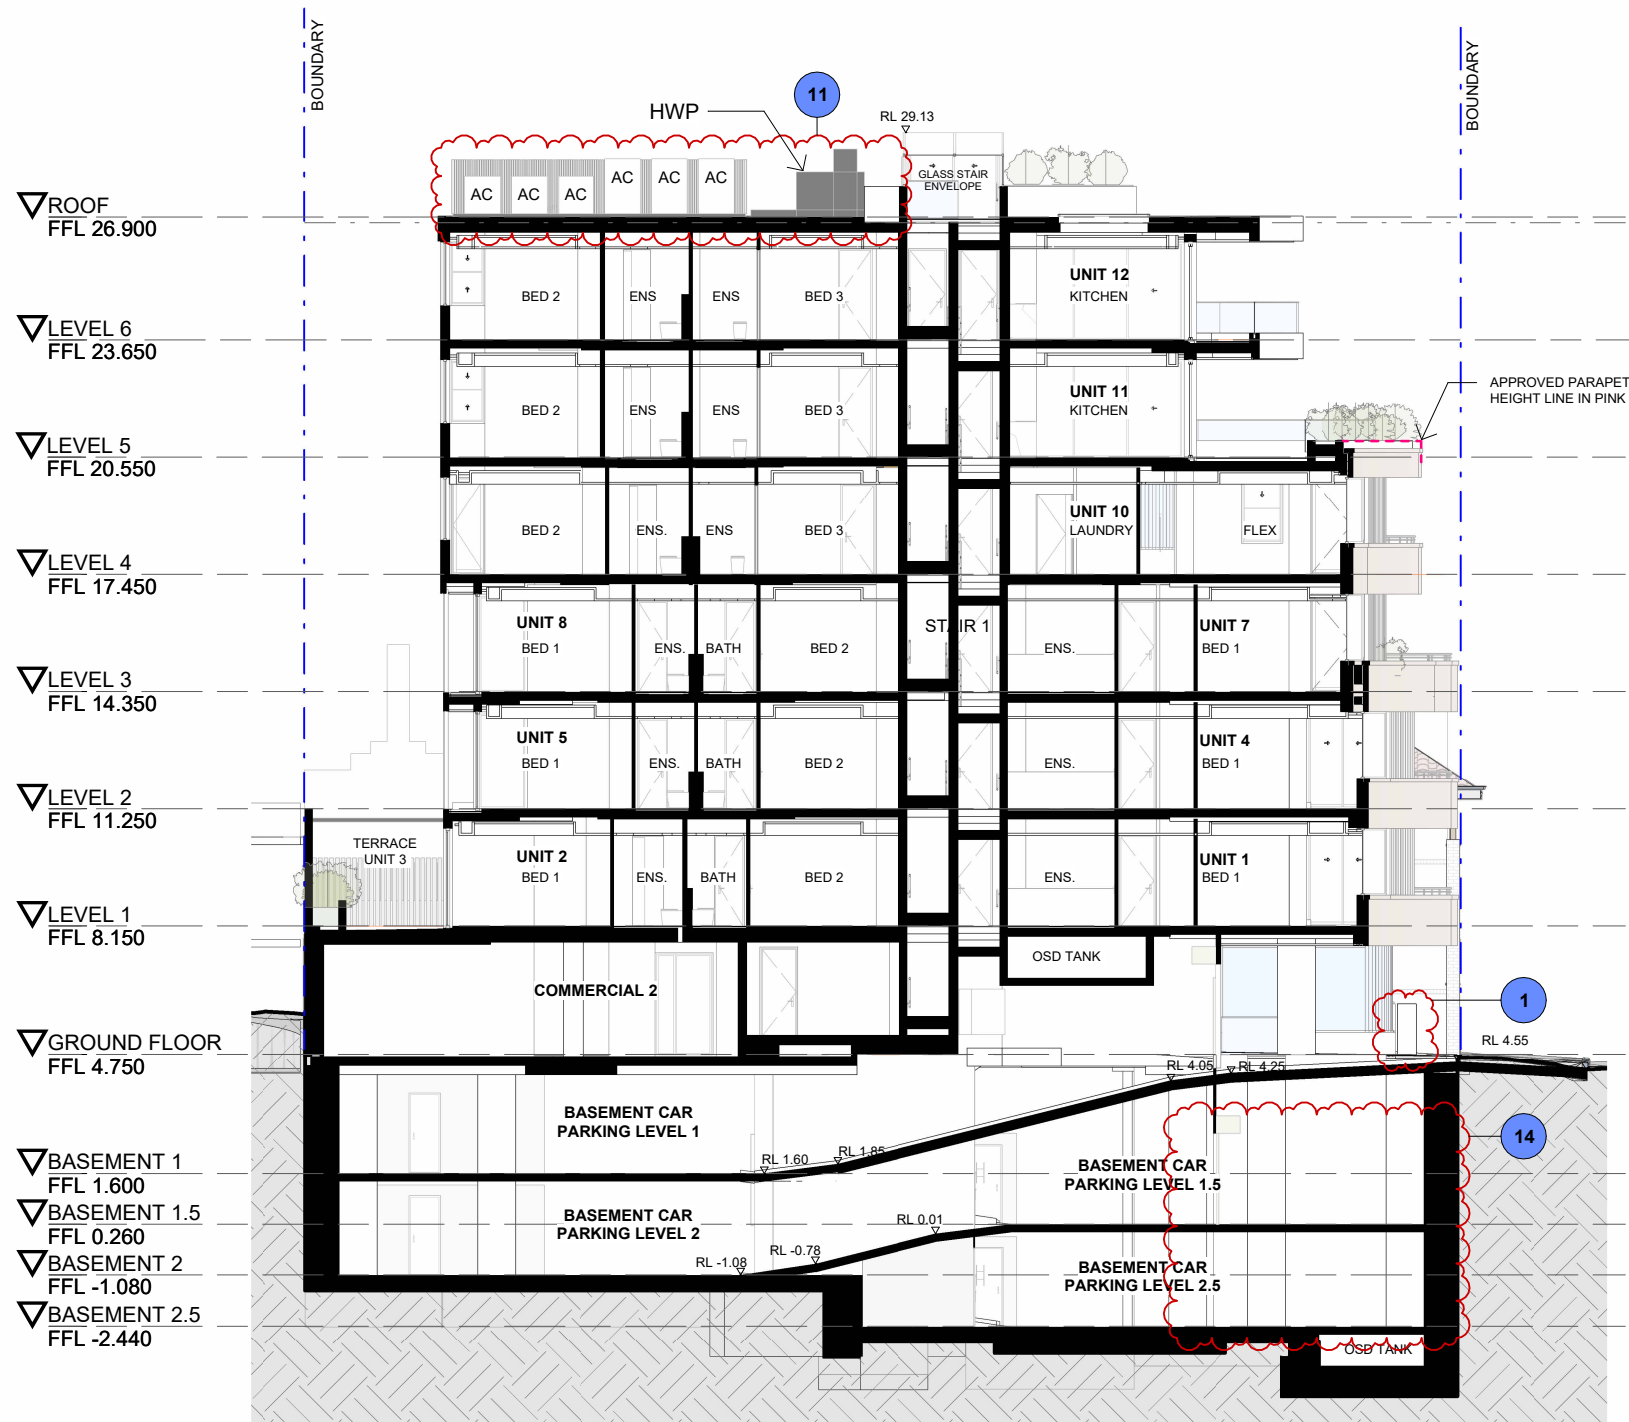 BOUNDARY
BOUNDARY
11
HWP
RL 29.13
GLASS STAIR
ENVELOPE
AC
AC
AC
AC
AC
AC
ROOF
FFL 26.900
UNIT 12
KITCHEN
BED 2
ENS
ENS
BED 3
LEVEL 6
FFL 23.650
APPROVED PARAPET
HEIGHT LINE IN PINK
UNIT 11
KITCHEN
BED 2
ENS
ENS
BED 3
LEVEL 5
FFL 20.550
UNIT 10
LAUNDRY
FLEX
BED 2
ENS.
ENS
BED 3
LEVEL 4
FFL 17.450
UNIT 8
BED 1
ENS.
BATH
BED 2
STAIR 1
ENS.
UNIT 7
BED 1
LEVEL 3
FFL 14.350
UNIT 5
BED 1
ENS.
BATH
BED 2
ENS.
UNIT 4
BED 1
LEVEL 2
FFL 11.250
TERRACE
UNIT 3
UNIT 2
BED 1
ENS.
BATH
BED 2
ENS.
UNIT 1
BED 1
LEVEL 1
FFL 8.150
OSD TANK
COMMERCIAL 2
1
GROUND FLOOR
FFL 4.750
RL 4.55
RL 4.05
RL 4.25
BASEMENT CAR
PARKING LEVEL 1
14
RL 1.60
RL 1.85
BASEMENT 1
FFL 1.600
BASEMENT CAR
PARKING LEVEL 1.5
BASEMENT 1.5
FFL 0.260
BASEMENT CAR
PARKING LEVEL 2
RL 0.01
RL -0.78
RL -1.08
BASEMENT 2
FFL -1.080
BASEMENT CAR
PARKING LEVEL 2.5
BASEMENT 2.5
FFL -2.440
OSD TANK